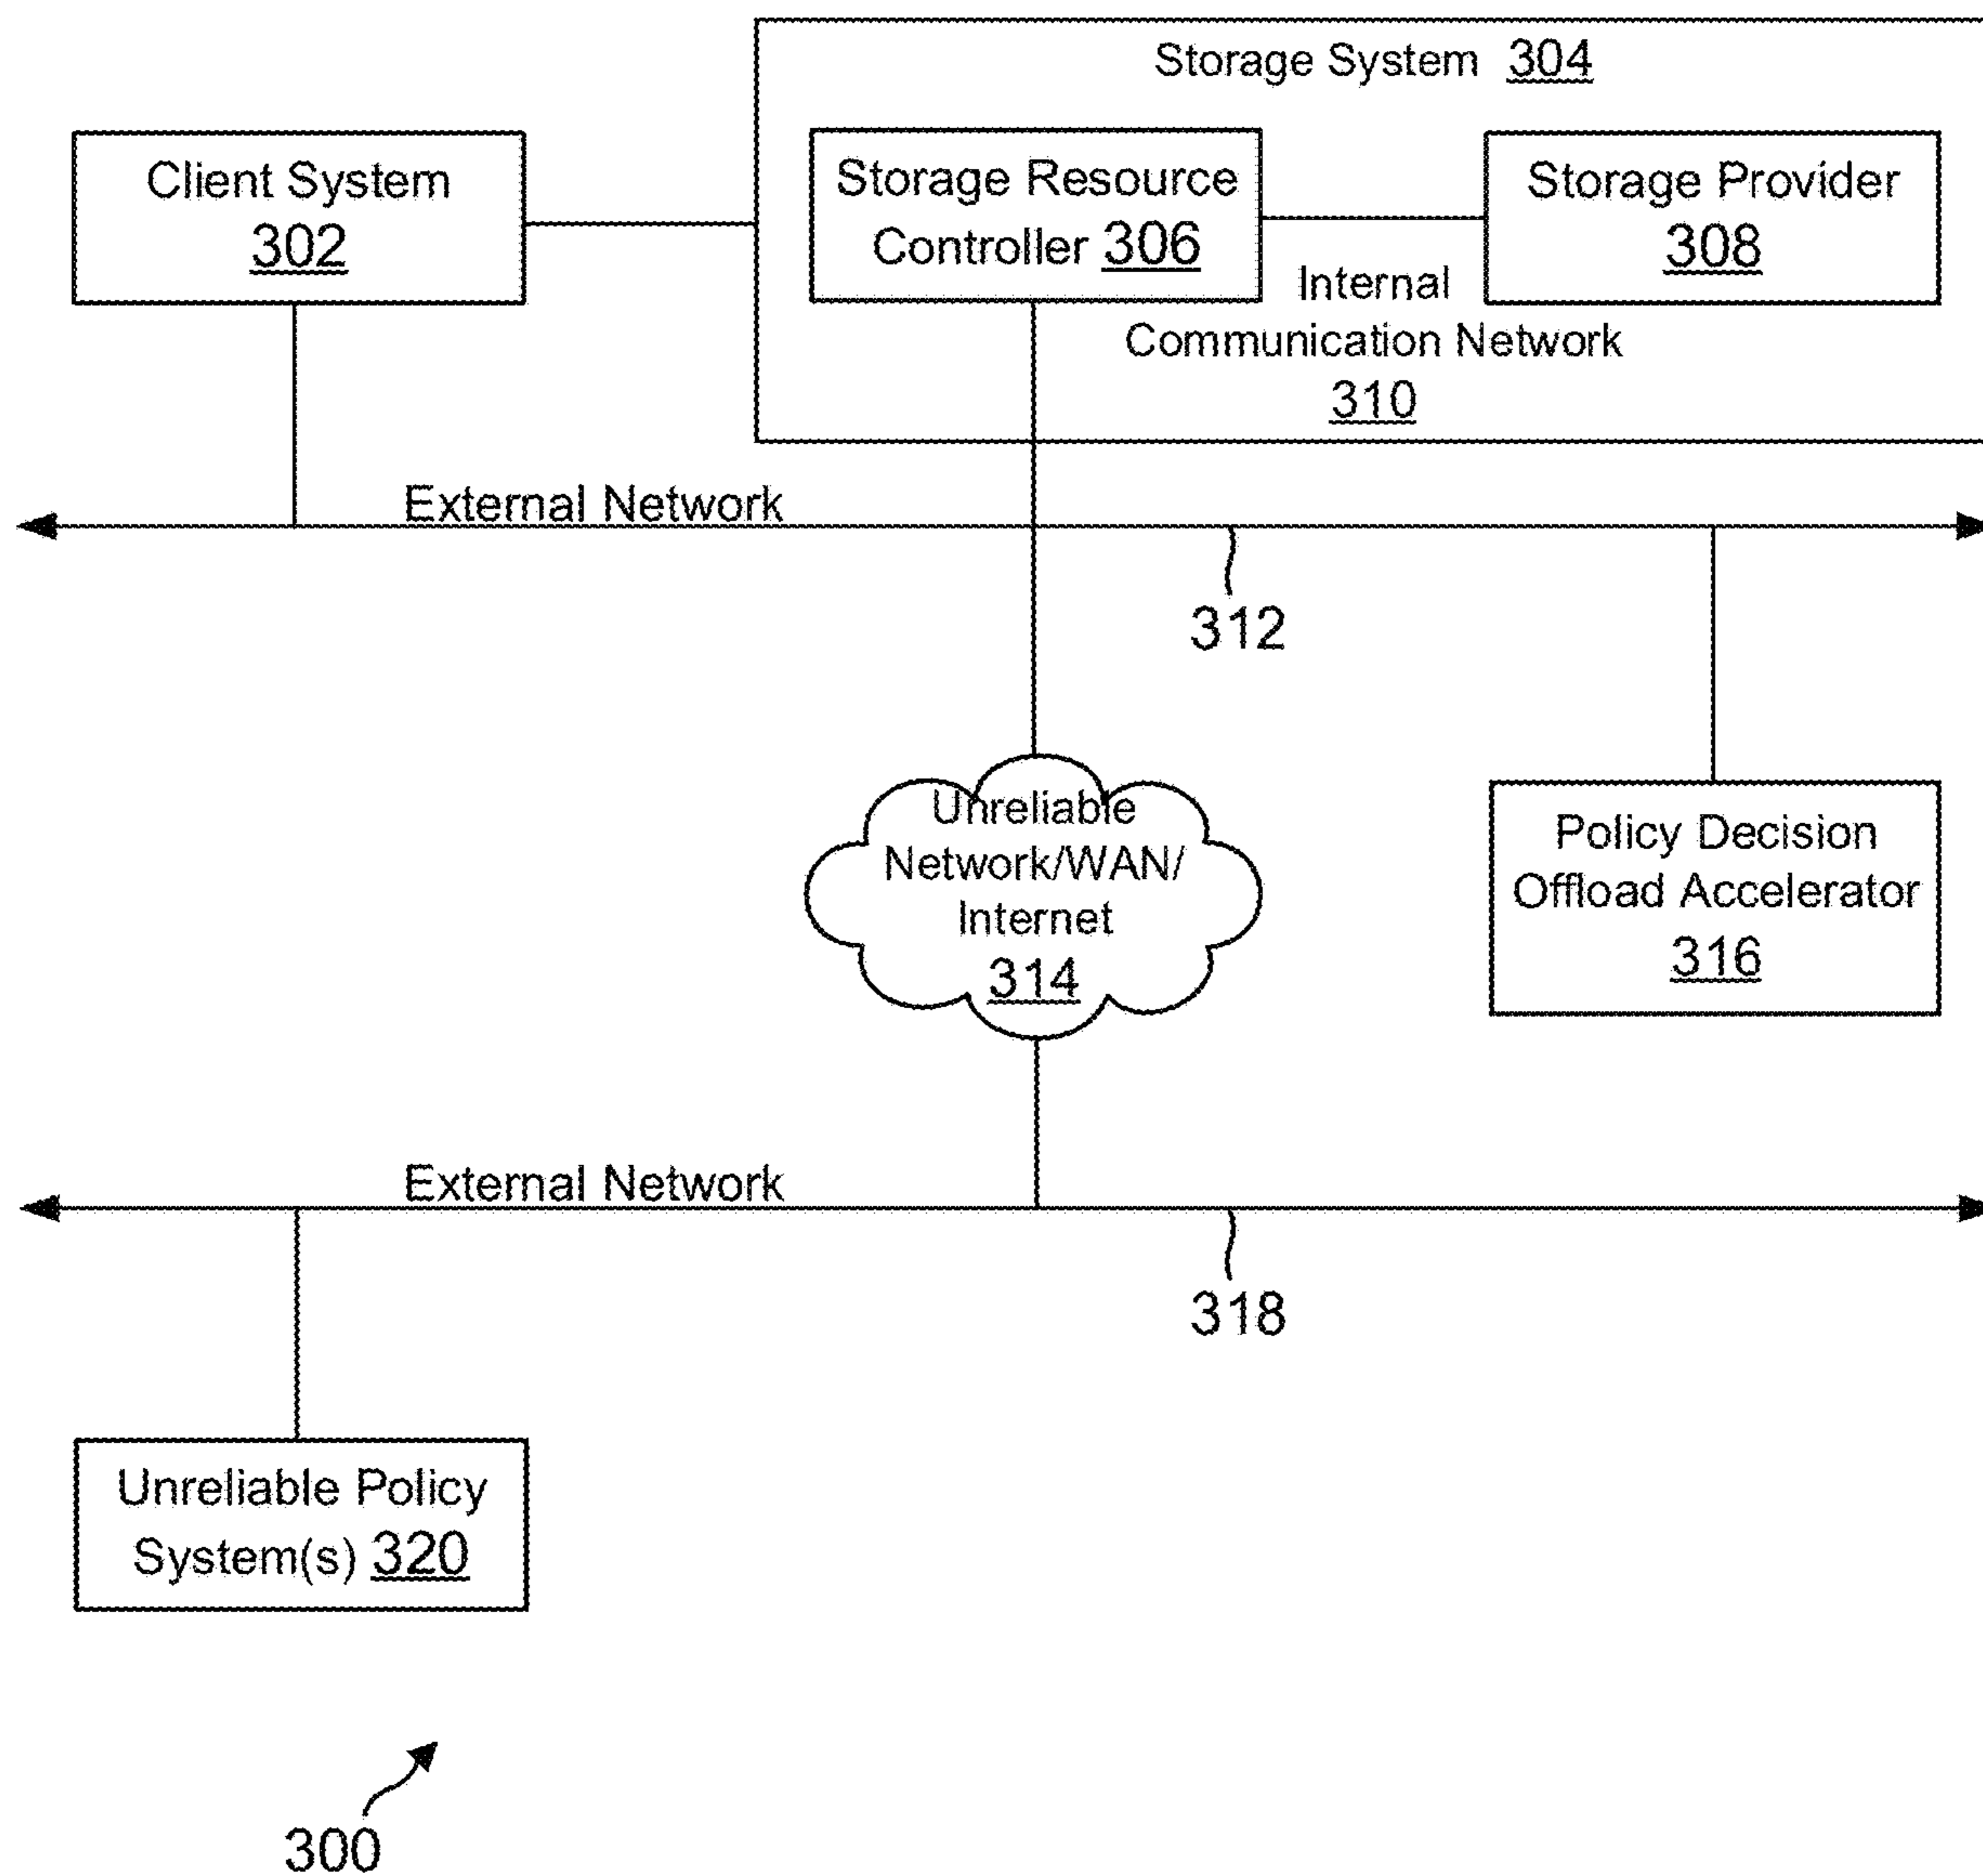 Storage System 304
Client System
302
Storage Resource
Controller 306
Storage Provider
308
Internal
Communication Network
310
External Network
312
Unreliable
Network/WAN/
Internet
314
Policy Decision
Offload Accelerator
316
External Network
318
Unreliable Policy
System(s) 320
300